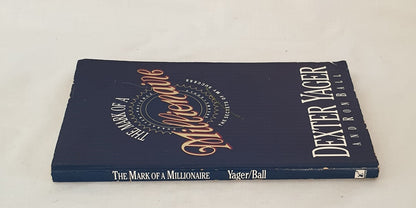 THE MARK OF A
Millionaire
DEXTER YAGER
AND RON BALL
THE MARK OF A MILLIONAIRE Yager/Ball